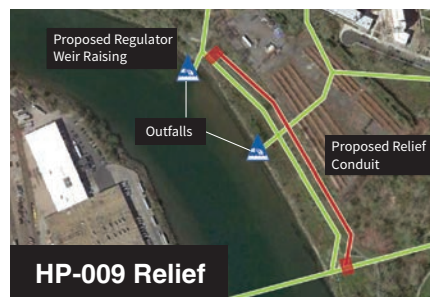 Proposed Regulator
Weir Raising
Outfalls
Proposed Relief
Conduit
HP-009 Relief